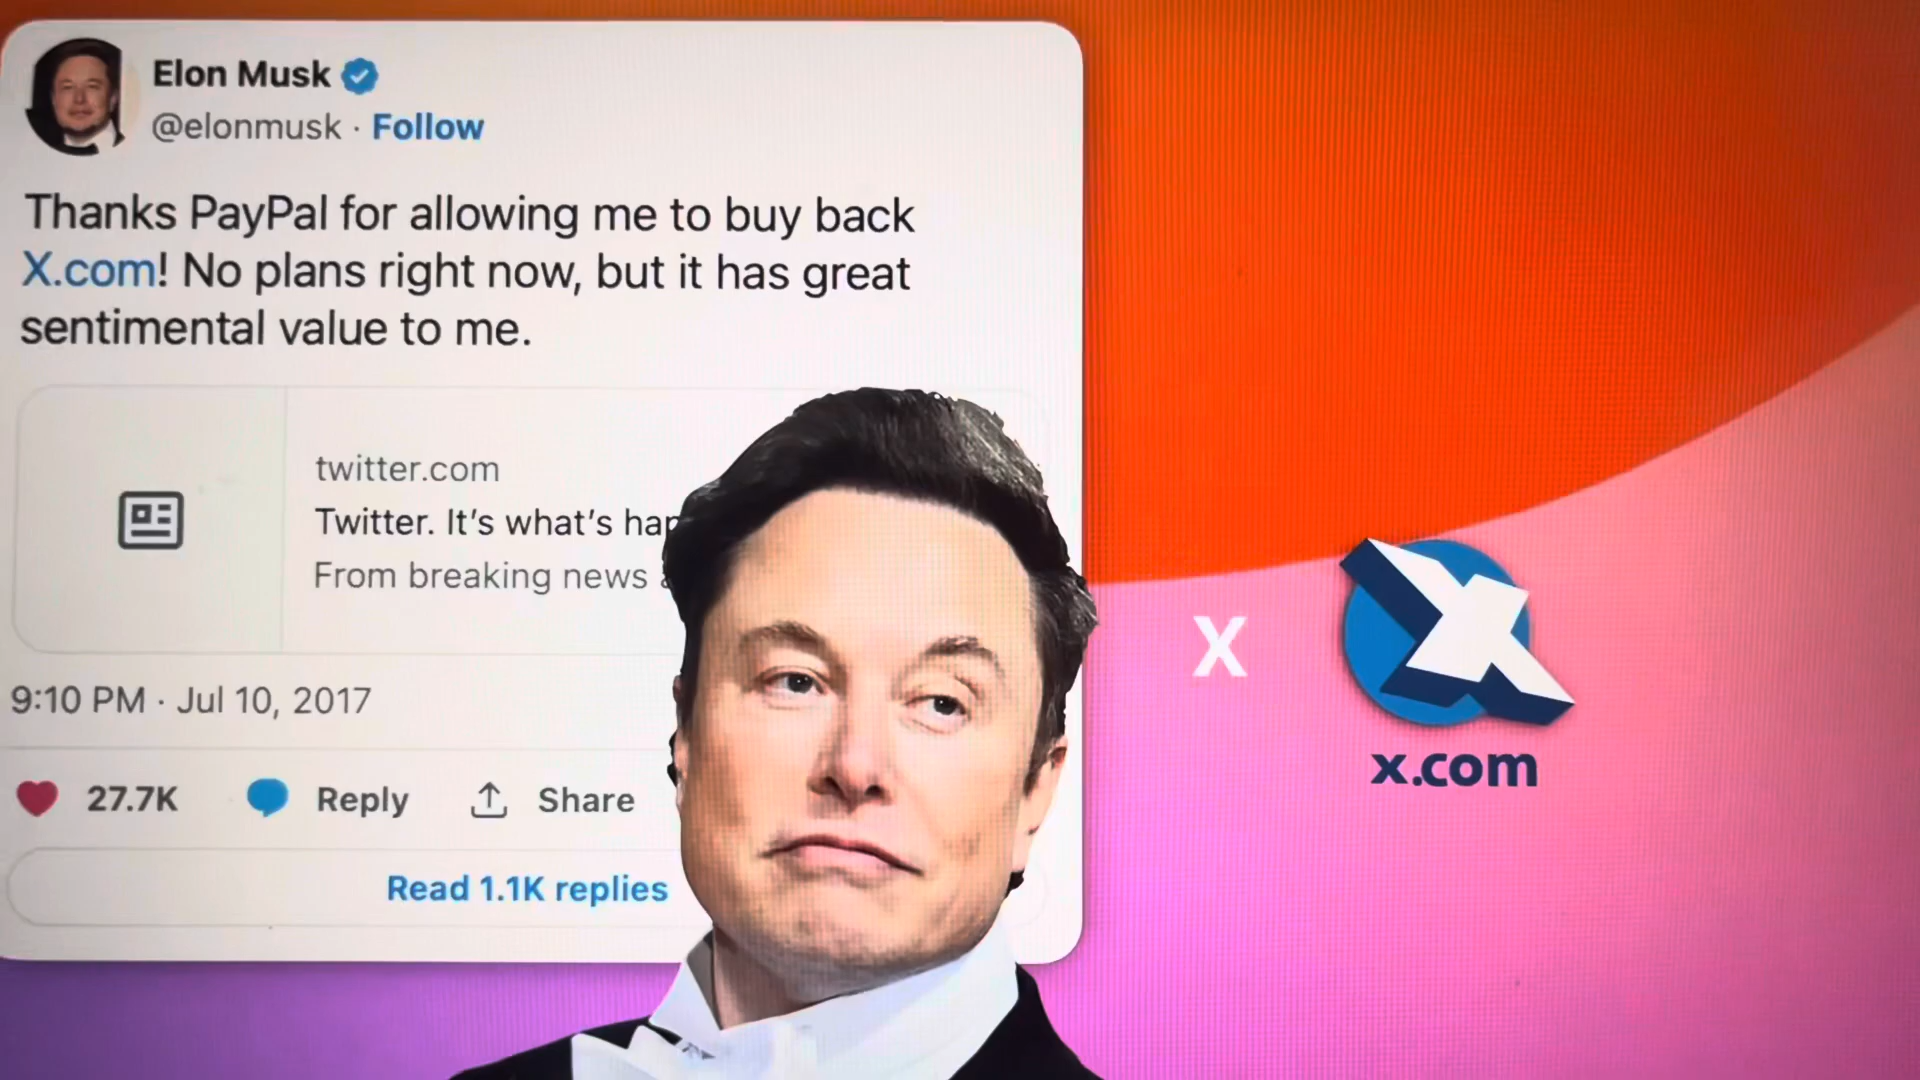 Elon Musk
@elonmusk · Follow
Thanks PayPal for allowing me to buy back
X.com! No plans right now, but it has great
sentimental value to me.
twitter.com
Twitter. It's what's
From breaking news
9:10 PM · Jul 10, 2017
27.7K Reply Share
Read 1.1K replies
X
x.com